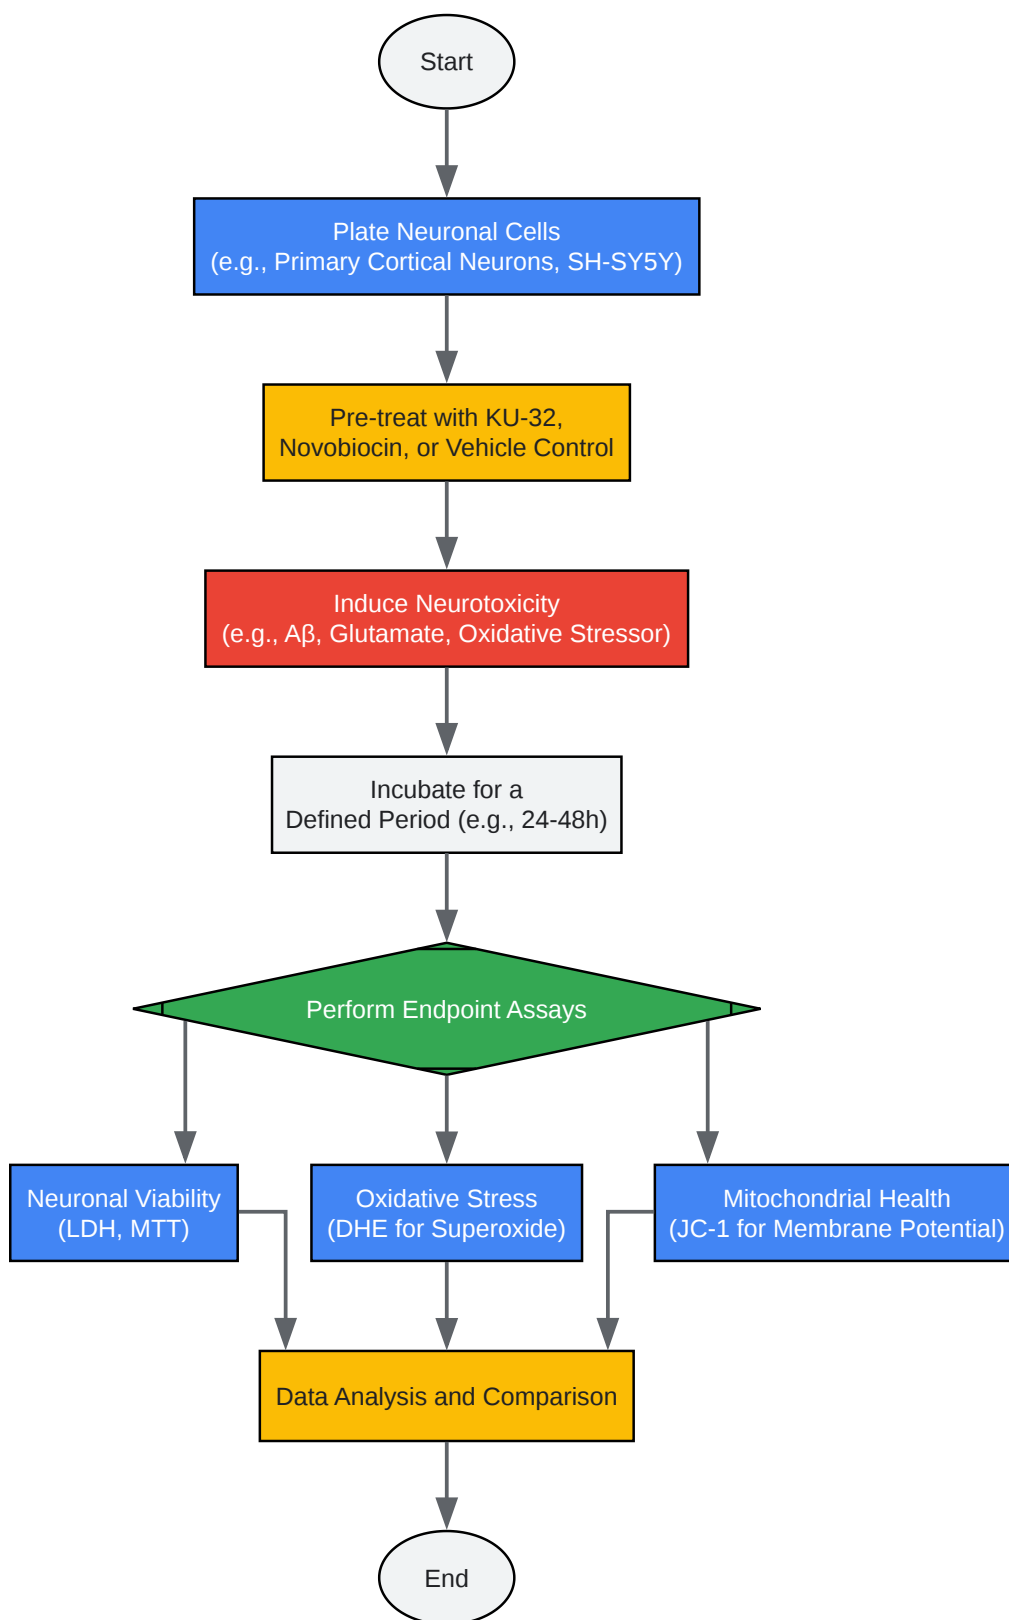 Start
Plate Neuronal Cells
(e.g., Primary Cortical Neurons, SH-SY5Y)
Pre-treat with KU-32,
Novobiocin, or Vehicle Control
Induce Neurotoxicity
(e.g., Aβ, Glutamate, Oxidative Stressor)
Incubate for a
Defined Period (e.g., 24-48h)
Perform Endpoint Assays
Neuronal Viability
(LDH, MTT)
Oxidative Stress
(DHE for Superoxide)
Mitochondrial Health
(JC-1 for Membrane Potential)
Data Analysis and Comparison
End